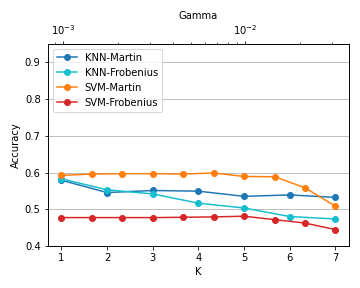 Gamma
10⁻³ 10⁻²
0.9
0.8
0.7
0.6
0.5
0.4
Accuracy
KNN-Martin
KNN-Frobenius
SVM-Martin
SVM-Frobenius
1 2 3 4 5 6 7
K